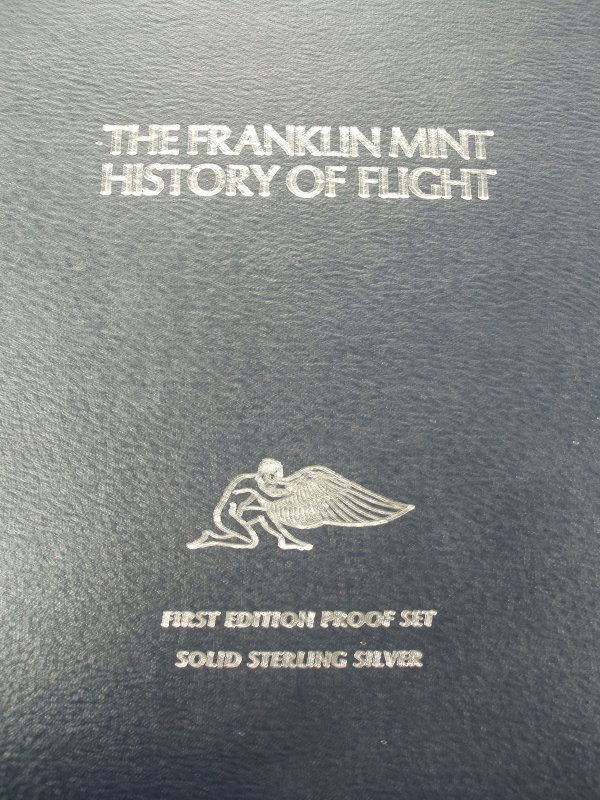 THE FRANKLIN MINT
HISTORY OF FLIGHT
FIRST EDITION PROOF SET
SOLID STERLING SILVER